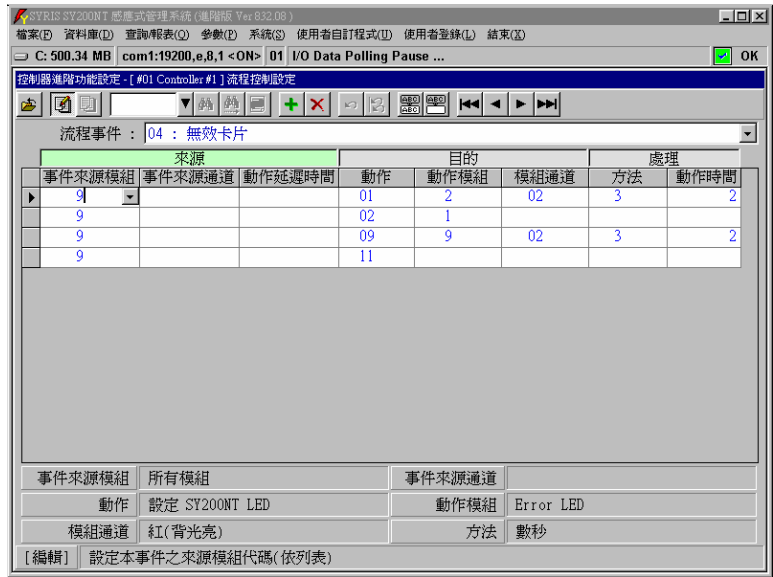 SYRIS SY200NT 感應式管理系統 (進階版 Ver 832.08 )
檔案(F) 資料庫(D) 查詢/報表(Q) 參數(P) 系統(S) 使用者自訂程式(U) 使用者登錄(L) 結束(X)
C: 500.34 MB com1:19200,e,8,1 <ON> 01 I/O Data Polling Pause ... OK
控制器進階功能設定 - [ #01 Controller #1 ] 流程控制設定
ABC ABC ABC
流程事件 : 04 : 無效卡片
來源 目的 處理
事件來源模組 事件來源通道 動作延遲時間 動作 動作模組 模組通道 方法 動作時間
9 01 2 02 3 2
9 02 1
9 09 9 02 3 2
9 11
事件來源模組 所有模組 事件來源通道
動作 設定 SY200NT LED 動作模組 Error LED
模組通道 紅(背光亮) 方法 數秒
[編輯] 設定本事件之來源模組代碼(依列表)